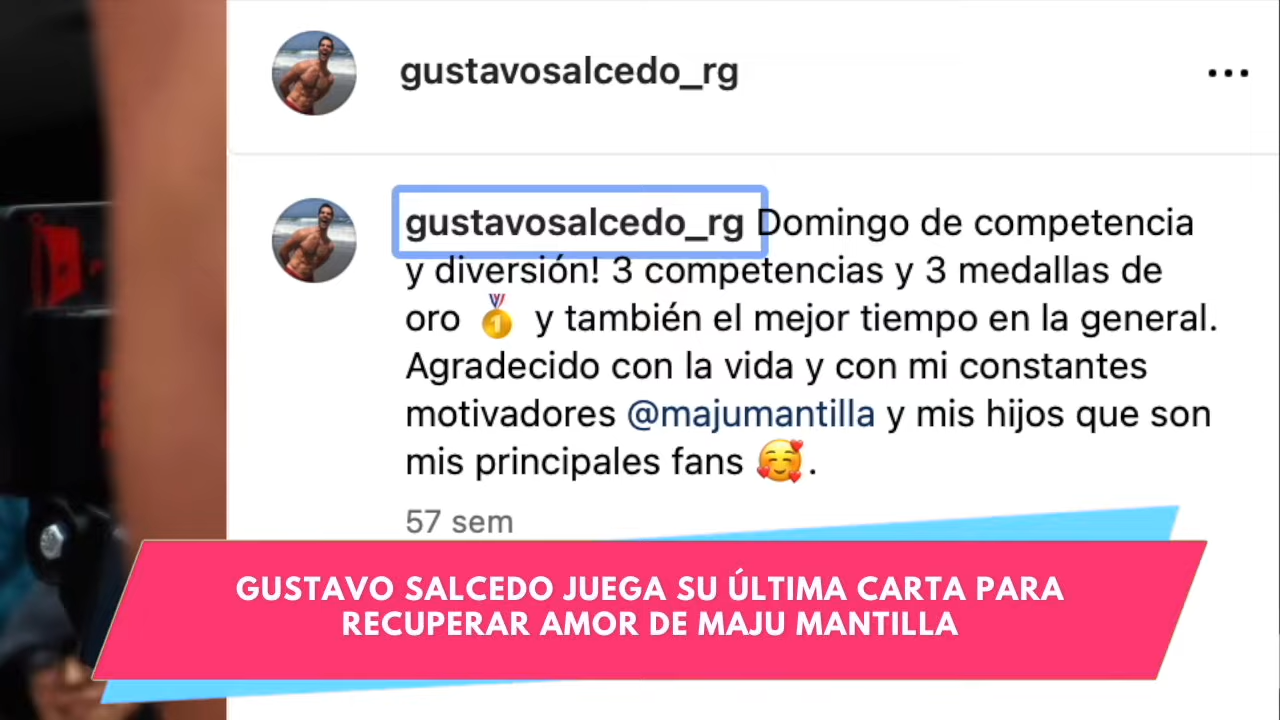 gustavosalcedo_rg
gustavosalcedo_rg Domingo de competencia
y diversión! 3 competencias y 3 medallas de
oro 🥇 y también el mejor tiempo en la general.
Agradecido con la vida y con mi constantes
motivadores @majumantilla y mis hijos que son
mis principales fans 🥰.
57 sem
GUSTAVO SALCEDO JUEGA SU ÚLTIMA CARTA PARA
RECUPERAR AMOR DE MAJU MANTILLA